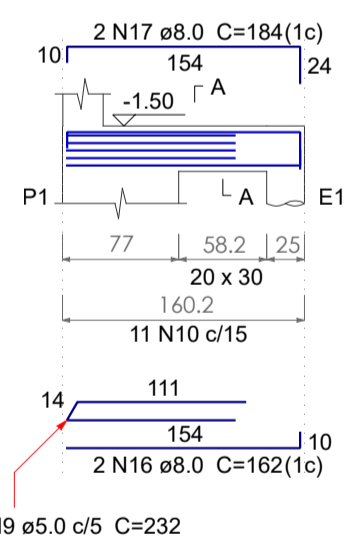 2 N17 ø8.0 C=184(1c)
10
154
24
A
-1.50
P1
A
E1
77
58.2
25
20 x 30
160.2
11 N10 c/15
14
111
154
10
2 N16 ø8.0 C=162(1c)
ø5.0 c/5 C=232